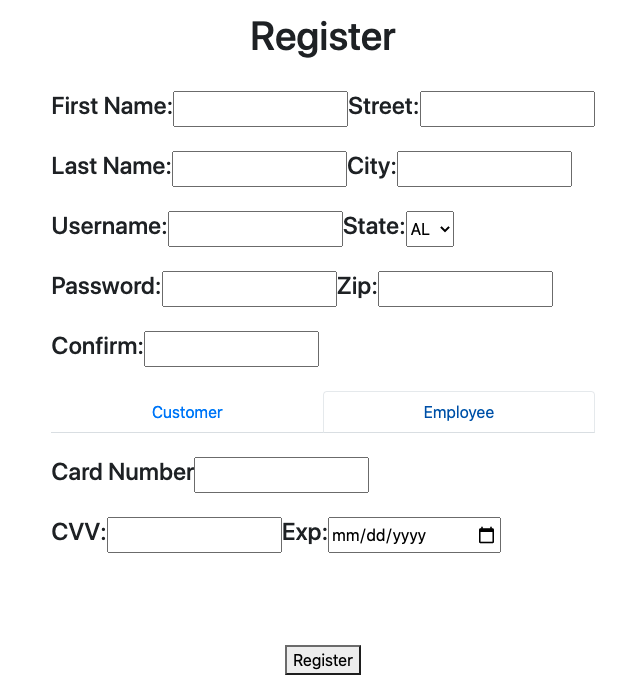 Register
First Name: Street:
Last Name: City:
Username: State: AL
Password: Zip:
Confirm:
Customer Employee
Card Number
CVV: Exp: mm/dd/yyyy
Register